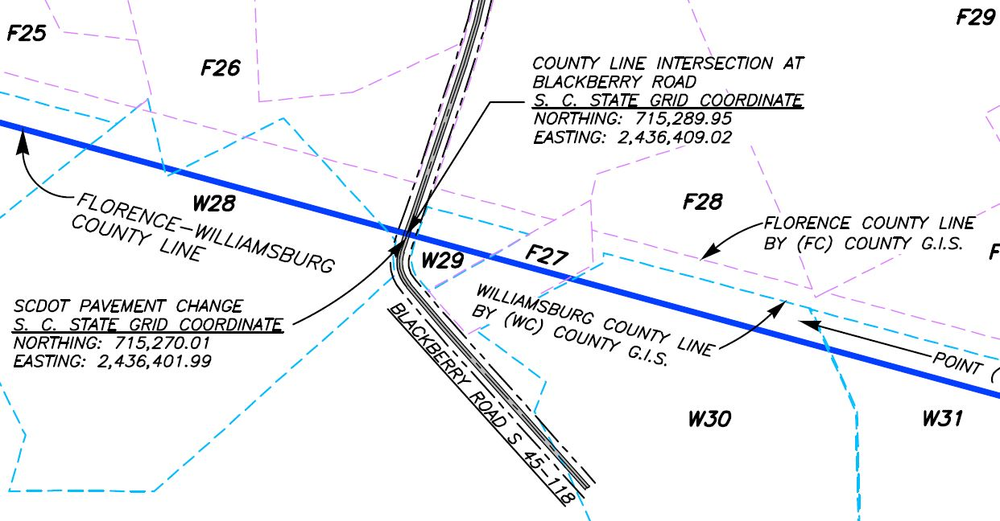 F25
F26
F29
COUNTY LINE INTERSECTION AT
BLACKBERRY ROAD
S. C. STATE GRID COORDINATE
NORTHING: 715,289.95
EASTING: 2,436,409.02
W28
FLORENCE-WILLIAMSBURG
COUNTY LINE
F28
FLORENCE COUNTY LINE
BY (FC) COUNTY G.I.S.
F
W29
F27
WILLIAMSBURG COUNTY LINE
BY (WC) COUNTY G.I.S.
SCDOT PAVEMENT CHANGE
S. C. STATE GRID COORDINATE
NORTHING: 715,270.01
EASTING: 2,436,401.99
BLACKBERRY ROAD S 45-118
POINT (
W30
W31